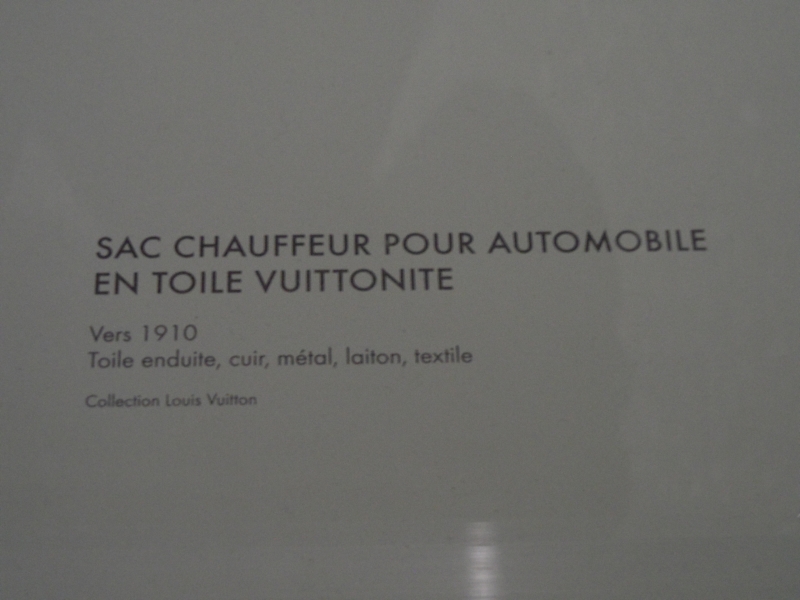 SAC CHAUFFEUR POUR AUTOMOBILE
EN TOILE VUITTONITE
Vers 1910
Toile enduite, cuir, métal, laiton, textile
Collection Louis Vuitton